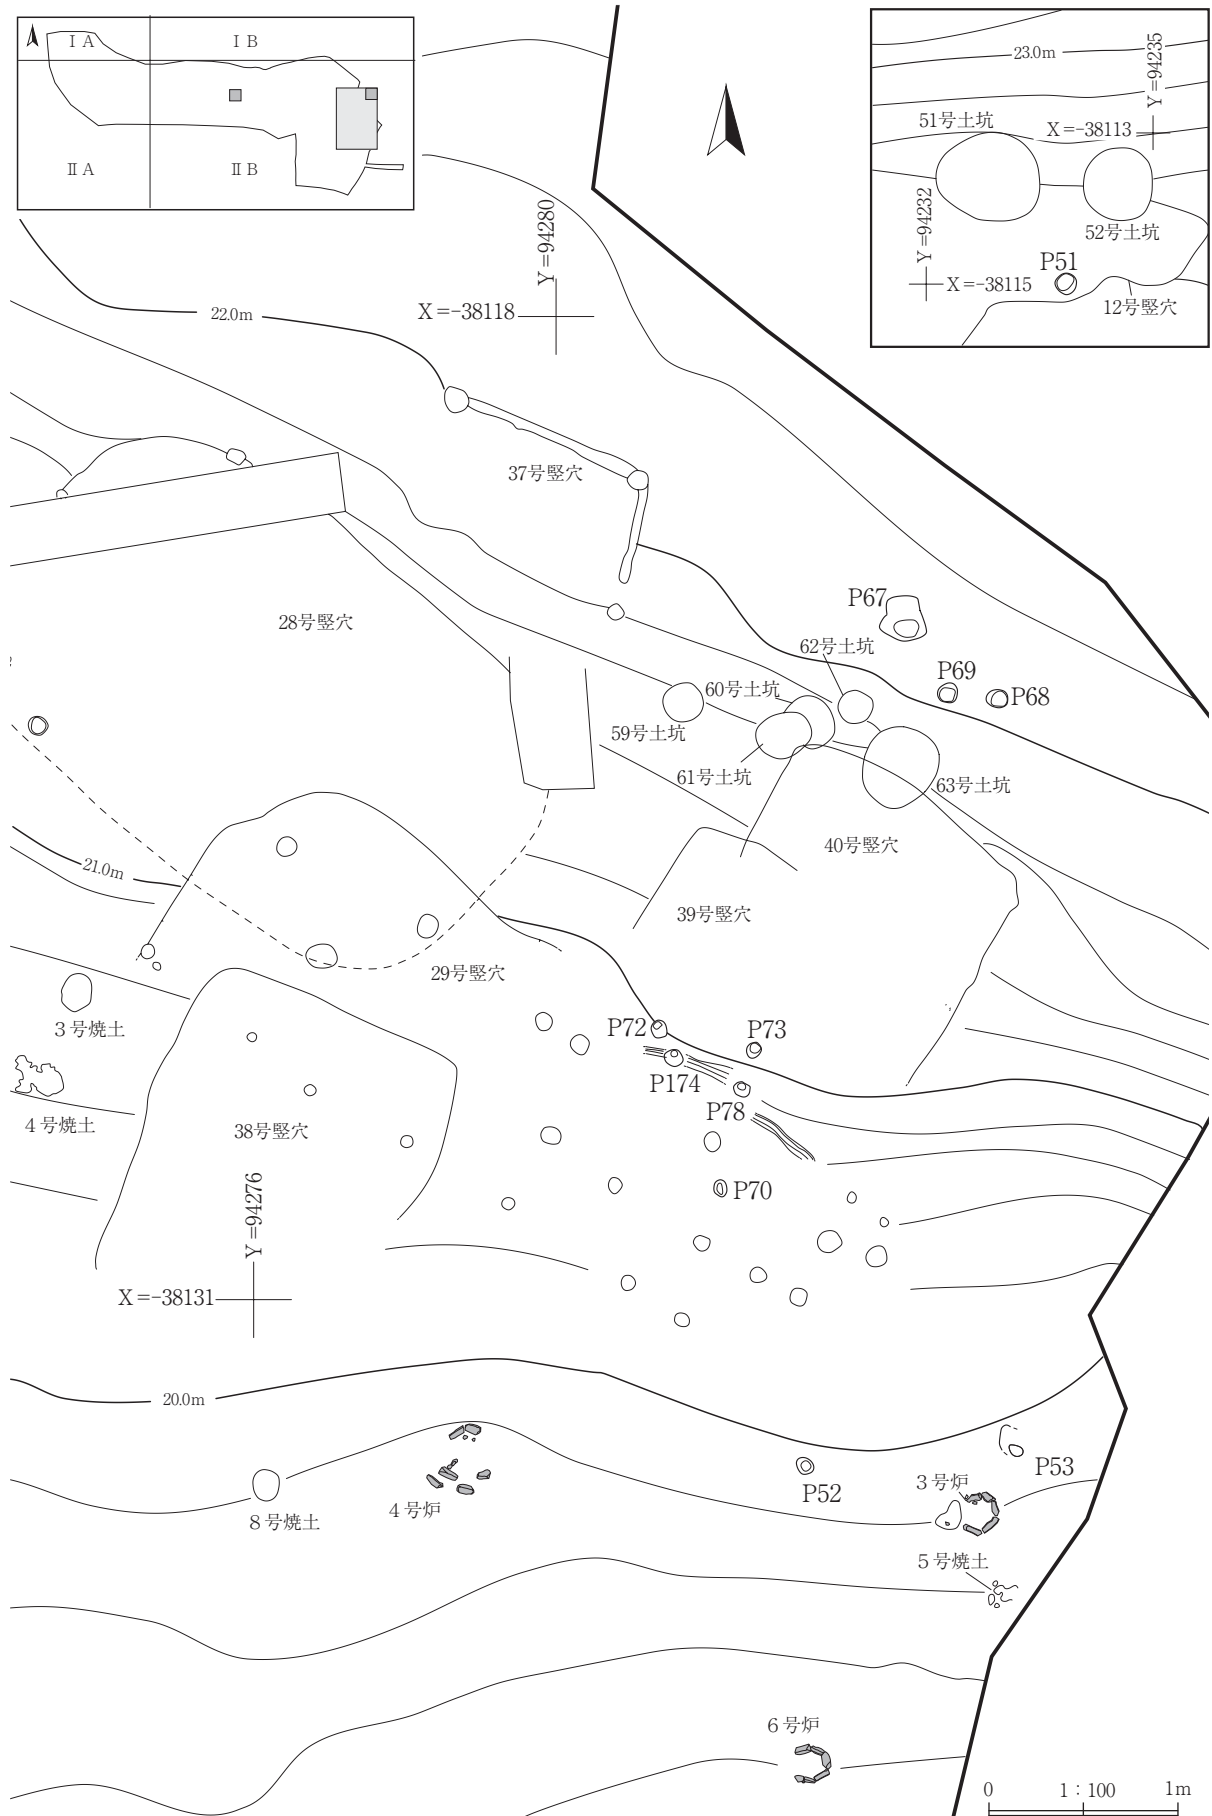 Ⅰ A
Ⅰ B
Ⅱ A
Ⅱ B
23.0m
Y =94235
51号土坑
X =-38113
Y =94232
52号土坑
P51
X =-38115
12号竪穴
Y =94280
22.0m
X =-38118
37号竪穴
P67
28号竪穴
62号土坑
P69
60号土坑
P68
59号土坑
61号土坑
63号土坑
40号竪穴
21.0m
39号竪穴
29号竪穴
3号焼土
P72
P73
P174
P78
4号焼土
38号竪穴
P70
Y =94276
X =-38131
20.0m
P53
3号炉
P52
4号炉
8号焼土
5号焼土
6号炉
0
1：100
1m